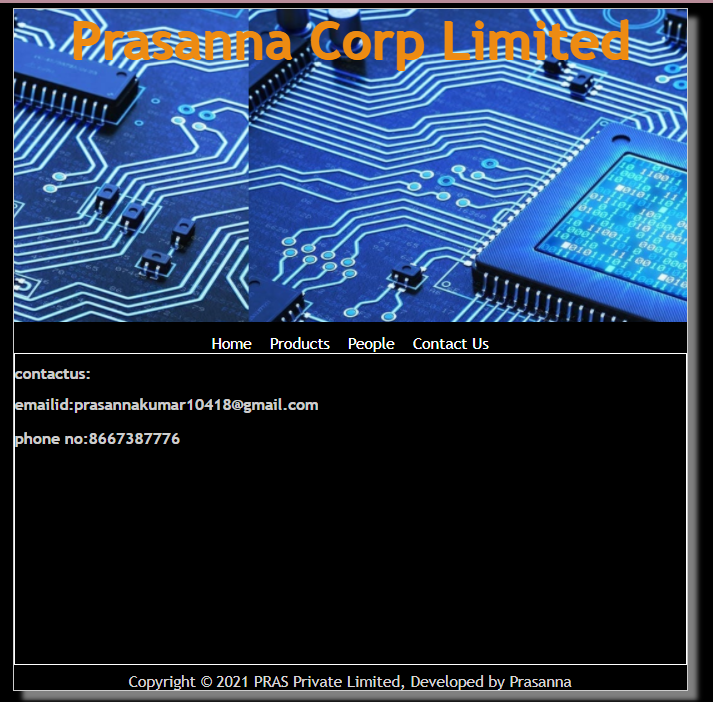 Prasanna Corp Limited
Home Products People Contact Us
contactus:
emailid:prasannakumar10418@gmail.com
phone no:8667387776
Copyright © 2021 PRAS Private Limited, Developed by Prasanna